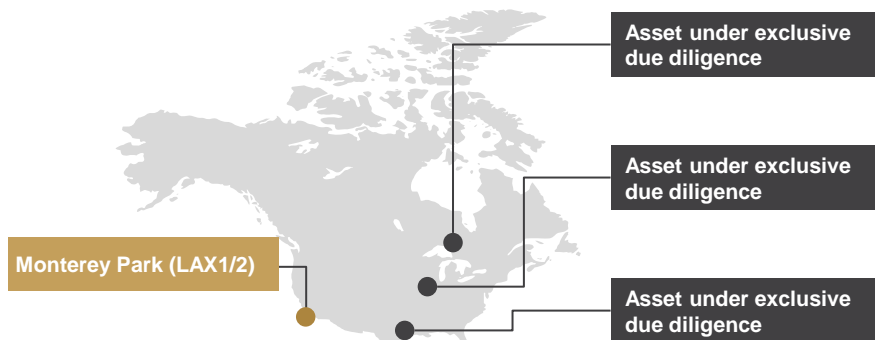 Asset under exclusive
due diligence
Asset under exclusive
due diligence
Monterey Park (LAX1/2)
Asset under exclusive
due diligence